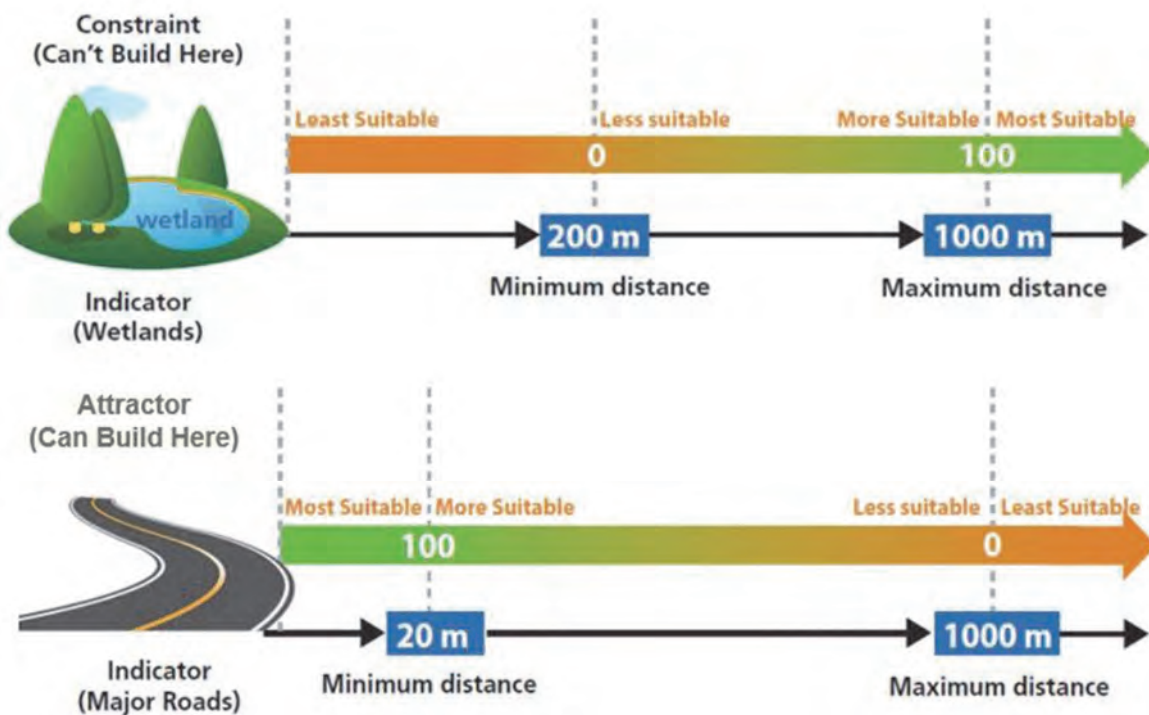 Constraint
(Can't Build Here)
Least Suitable
Less suitable
More Suitable
Most Suitable
0
100
wetland
200 m
1000 m
Minimum distance
Maximum distance
Indicator
(Wetlands)
Attractor
(Can Build Here)
Most Suitable
More Suitable
Less suitable
Least Suitable
100
0
20 m
1000 m
Minimum distance
Maximum distance
Indicator
(Major Roads)